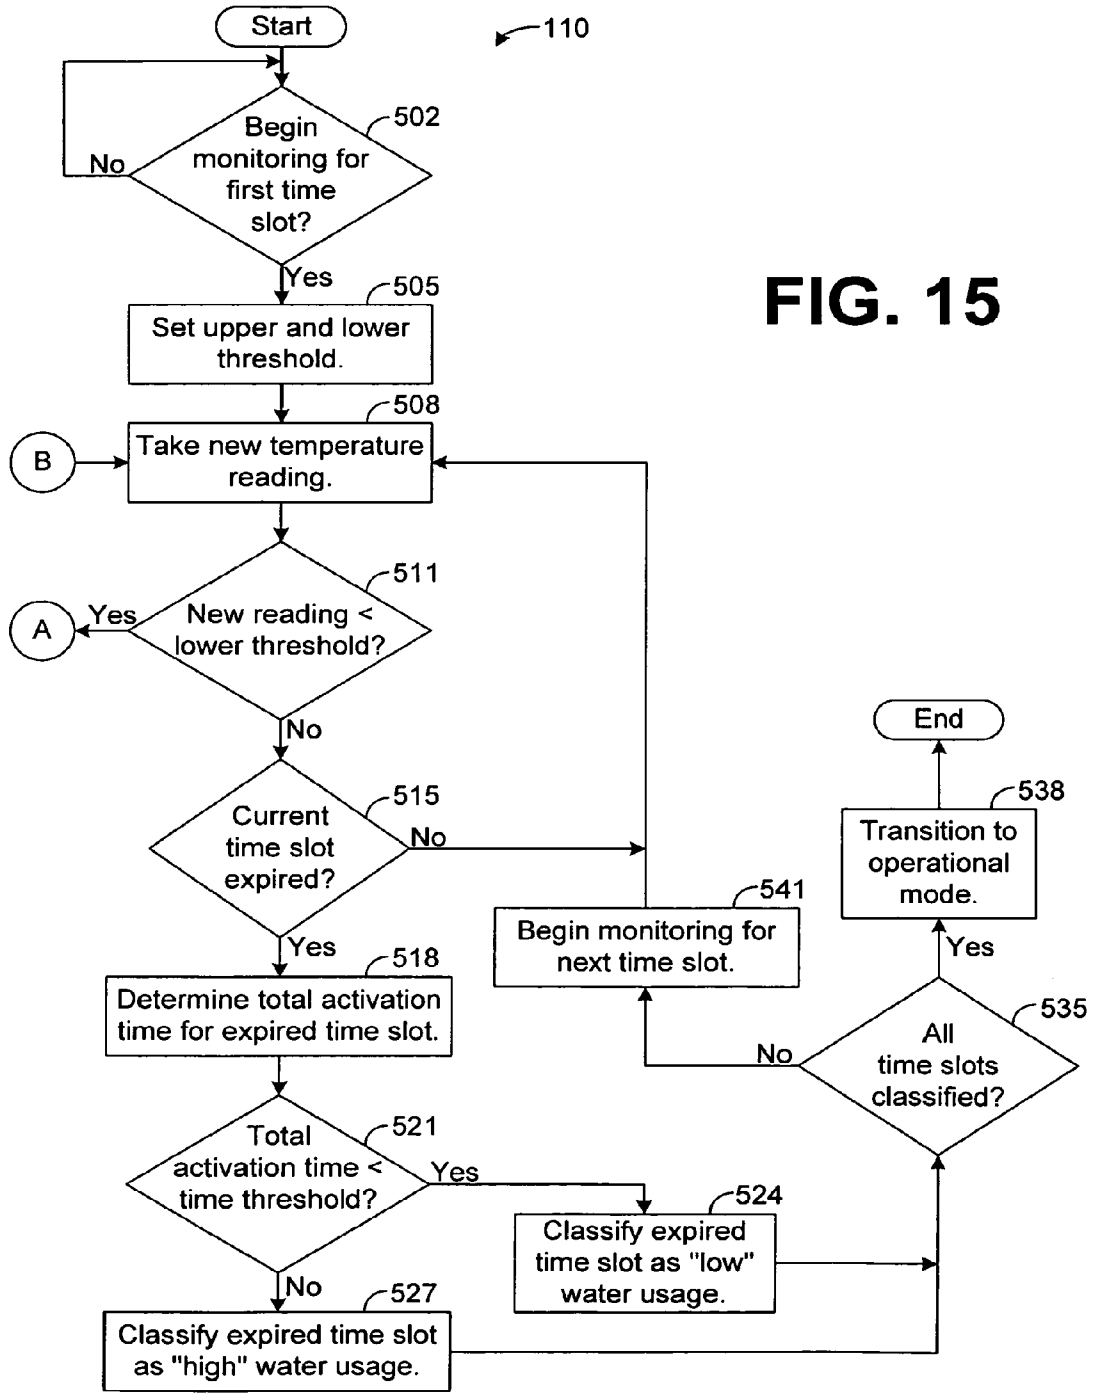 Start
110
502
Begin
monitoring for
first time
slot?
No
Yes
FIG. 15
505
Set upper and lower
threshold.
508
B
Take new temperature
reading.
511
A
Yes
New reading <
lower threshold?
No
515
Current
time slot
expired?
No
Yes
End
538
Transition to
operational
mode.
Yes
541
Begin monitoring for
next time slot.
518
Determine total activation
time for expired time slot.
535
All
time slots
classified?
No
521
Total
activation time <
time threshold?
Yes
No
524
Classify expired
time slot as "low"
water usage.
527
Classify expired time slot
as "high" water usage.